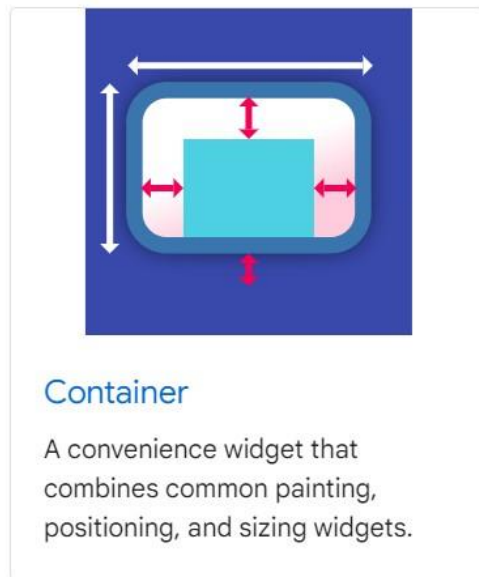 Container
A convenience widget that
combines common painting,
positioning, and sizing widgets.